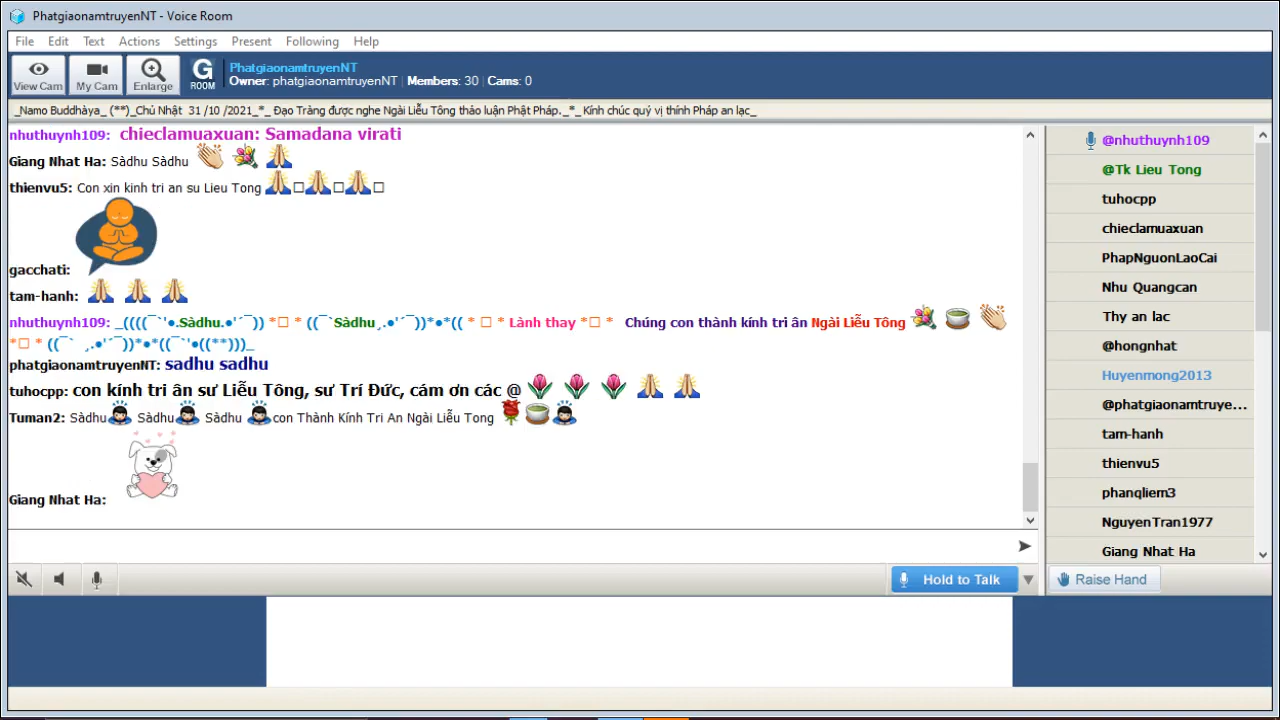 PhatgiaonamtruyenNT - Voice Room
File Edit Text Actions Settings Present Following Help
View Cam My Cam Enlarge G ROOM
PhatgiaonamtruyenNT
Owner: phatgiaonamtruyenNT | Members: 30 | Cams: 0
_Namo Buddhàya_ (**)_Chủ Nhật 31 /10 /2021_*_ Đạo Tràng được nghe Ngài Liễu Tông thảo luận Phật Pháp._*_ Kính chúc quý vị thính Pháp an lạc_
nhuthuynh109: chieclamuaxuan: Samadana virati
Giang Nhat Ha: Sàdhu Sàdhu 👏 💐 🙏
thienvu5: Con xin kinh tri an su Lieu Tong 🙏□🙏□🙏□
gacchati:
tam-hanh: 🙏 🙏 🙏
nhuthuynh109: _((((¯`'●.Sàdhu.●'´¯)) *□ * ((¯`Sàdhu¸.●'´¯))*●*(( * □ * Lành thay *□ * Chúng con thành kính tri ân Ngài Liễu Tông 💐 🍵 👏
*□ * ((¯` ¸.●'´¯))*●*((¯`'●((**)))_
phatgiaonamtruyenNT: sadhu sadhu
tuhocpp: con kính tri ân sư Liễu Tông, sư Trí Đức, cám ơn các @ 🌷 🌷 🌷 🙏 🙏
Tuman2: Sàdhu🙇 Sàdhu🙇 Sàdhu 🙇con Thành Kính Tri An Ngài Liễu Tong 🌹🍵🙇
Giang Nhat Ha:
Hold to Talk
@nhuthuynh109
@Tk Lieu Tong
tuhocpp
chieclamuaxuan
PhapNguonLaoCai
Nhu Quangcan
Thy an lac
@hongnhat
Huyenmong2013
@phatgiaonamtruye...
tam-hanh
thienvu5
phanqliem3
NguyenTran1977
Giang Nhat Ha
Raise Hand